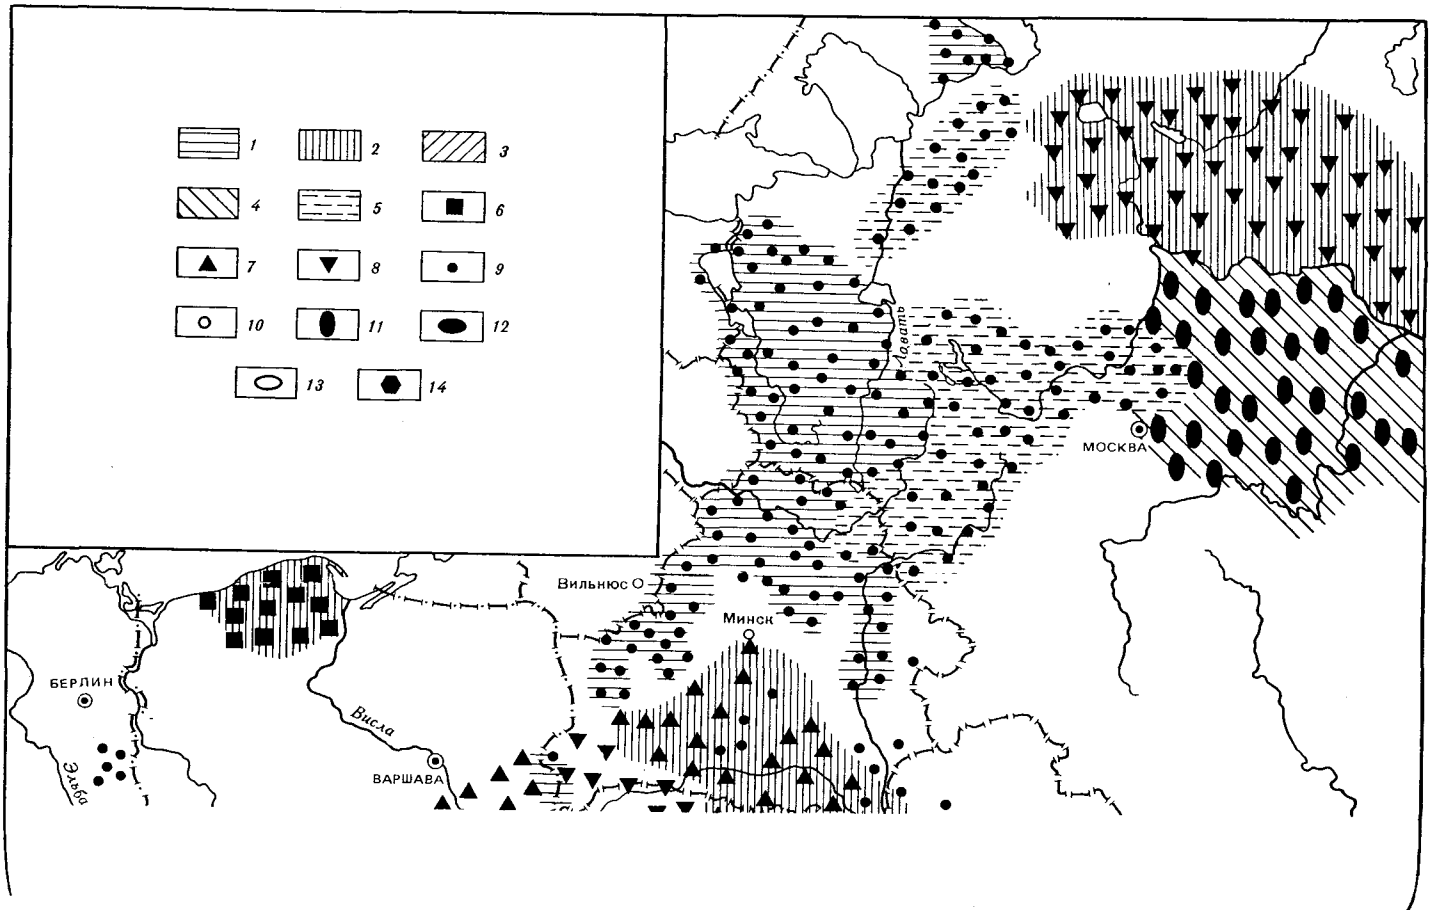 1 2 3
4 5 6
7 8 9
10 11 12
13 14
Ловать
МОСКВА
Вильнюс
Минск
БЕРЛИН
Висла
Эльба
ВАРШАВА